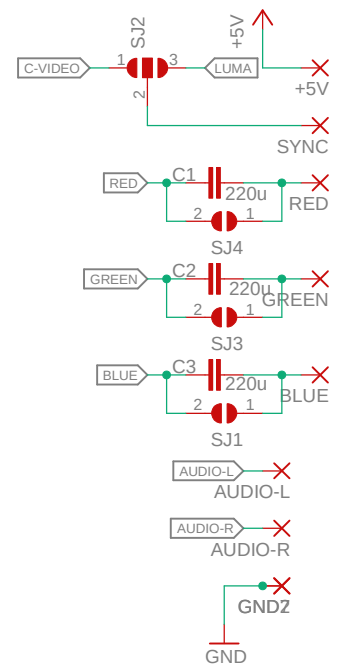 SJ2
+5V
C-VIDEO
1
3
LUMA
2
+5V
SYNC
C1
RED
220u
RED
2
1
SJ4
C2
GREEN
220u
GREEN
2
1
SJ3
C3
BLUE
220u
BLUE
2
1
SJ1
AUDIO-L
AUDIO-L
AUDIO-R
AUDIO-R
GND